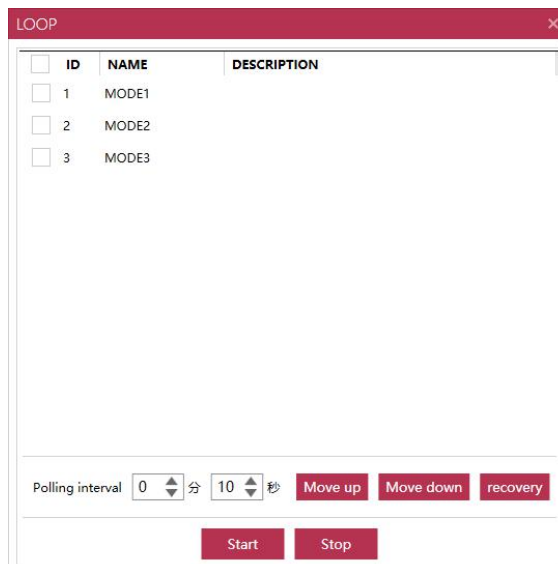 LOOP
ID NAME DESCRIPTION
1 MODE1
2 MODE2
3 MODE3
Polling interval 0 分 10 秒 Move up Move down recovery
Start Stop